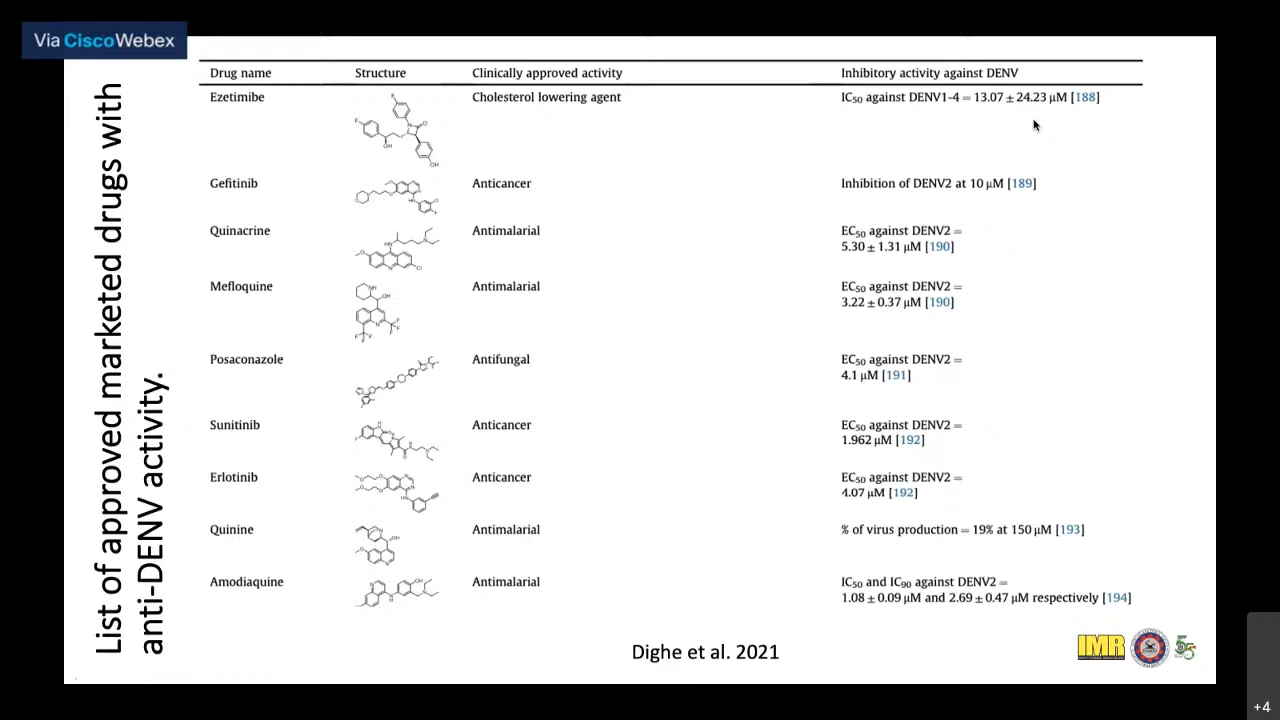 Via Cisco Webex
List of approved marketed drugs with
anti-DENV activity.
Drug name Structure Clinically approved activity Inhibitory activity against DENV
Ezetimibe Cholesterol lowering agent IC50 against DENV1-4 = 13.07 ± 24.23 μM [188]
Gefitinib Anticancer Inhibition of DENV2 at 10 μM [189]
Quinacrine Antimalarial EC50 against DENV2 =
5.30 ± 1.31 μM [190]
Mefloquine Antimalarial EC50 against DENV2 =
3.22 ± 0.37 μM [190]
Posaconazole Antifungal EC50 against DENV2 =
4.1 μM [191]
Sunitinib Anticancer EC50 against DENV2 =
1.962 μM [192]
Erlotinib Anticancer EC50 against DENV2 =
4.07 μM [192]
Quinine Antimalarial % of virus production = 19% at 150 μM [193]
Amodiaquine Antimalarial IC50 and IC90 against DENV2 =
1.08 ± 0.09 μM and 2.69 ± 0.47 μM respectively [194]
Dighe et al. 2021
IMR
+4